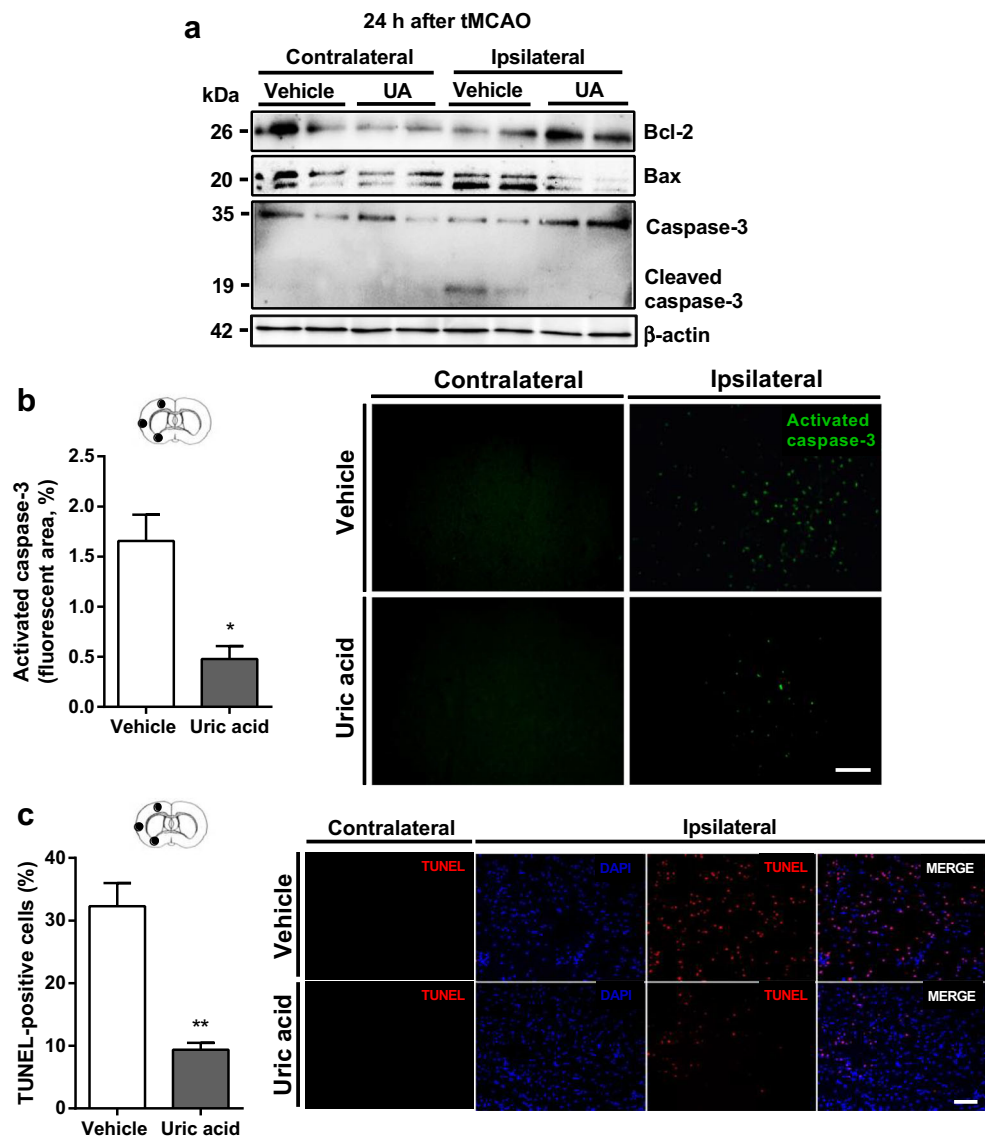 a
24 h after tMCAO
Contralateral Ipsilateral
kDa Vehicle UA Vehicle UA
26 Bcl-2
20 Bax
35 Caspase-3
19 Cleaved
caspase-3
42 β-actin
b
Activated caspase-3
(fluorescent area, %)
2.5
2.0
1.5
1.0
0.5
0.0
*
Vehicle Uric acid
Contralateral Ipsilateral
Vehicle
Activated
caspase-3
Uric acid
c
TUNEL-positive cells (%)
40
30
20
10
0
**
Vehicle Uric acid
Contralateral Ipsilateral
Vehicle
TUNEL DAPI TUNEL MERGE
Uric acid
TUNEL DAPI TUNEL MERGE